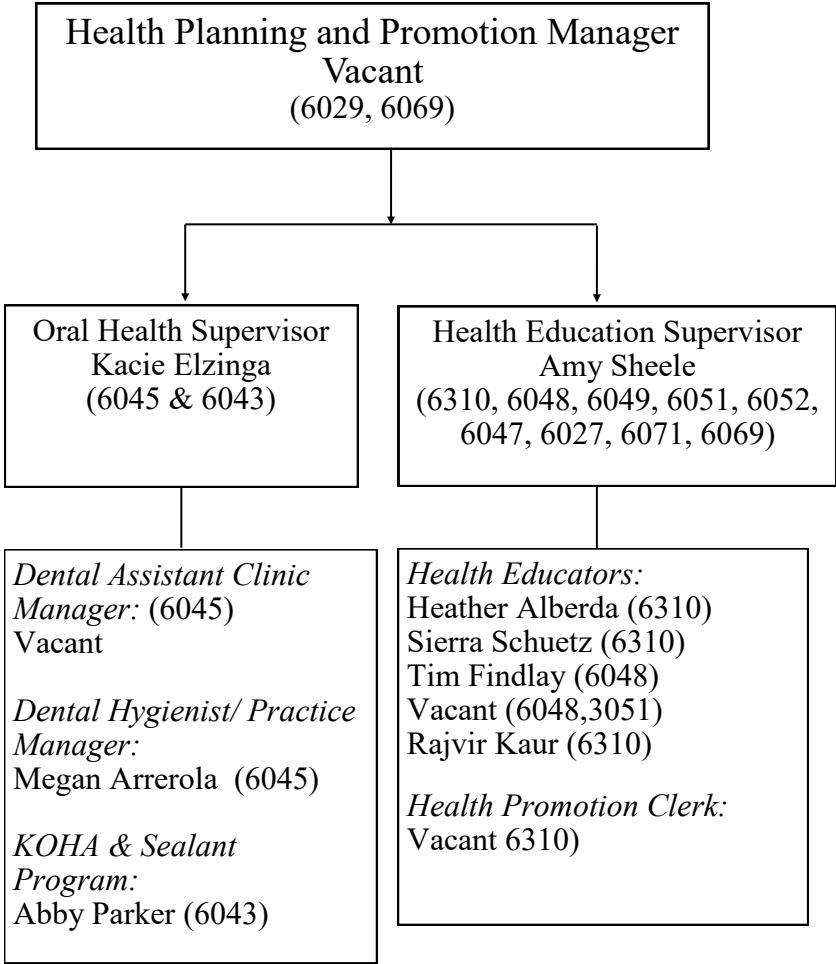 Health Planning and Promotion Manager
Vacant
(6029, 6069)
Oral Health Supervisor
Kacie Elzinga
(6045 & 6043)
Health Education Supervisor
Amy Sheele
(6310, 6048, 6049, 6051, 6052,
6047, 6027, 6071, 6069)
Dental Assistant Clinic
Manager: (6045)
Vacant
Dental Hygienist/ Practice
Manager:
Megan Arrerola  (6045)
KOHA & Sealant
Program:
Abby Parker (6043)
Health Educators:
Heather Alberda (6310)
Sierra Schuetz (6310)
Tim Findlay (6048)
Vacant (6048,3051)
Rajvir Kaur (6310)
Health Promotion Clerk:
Vacant 6310)